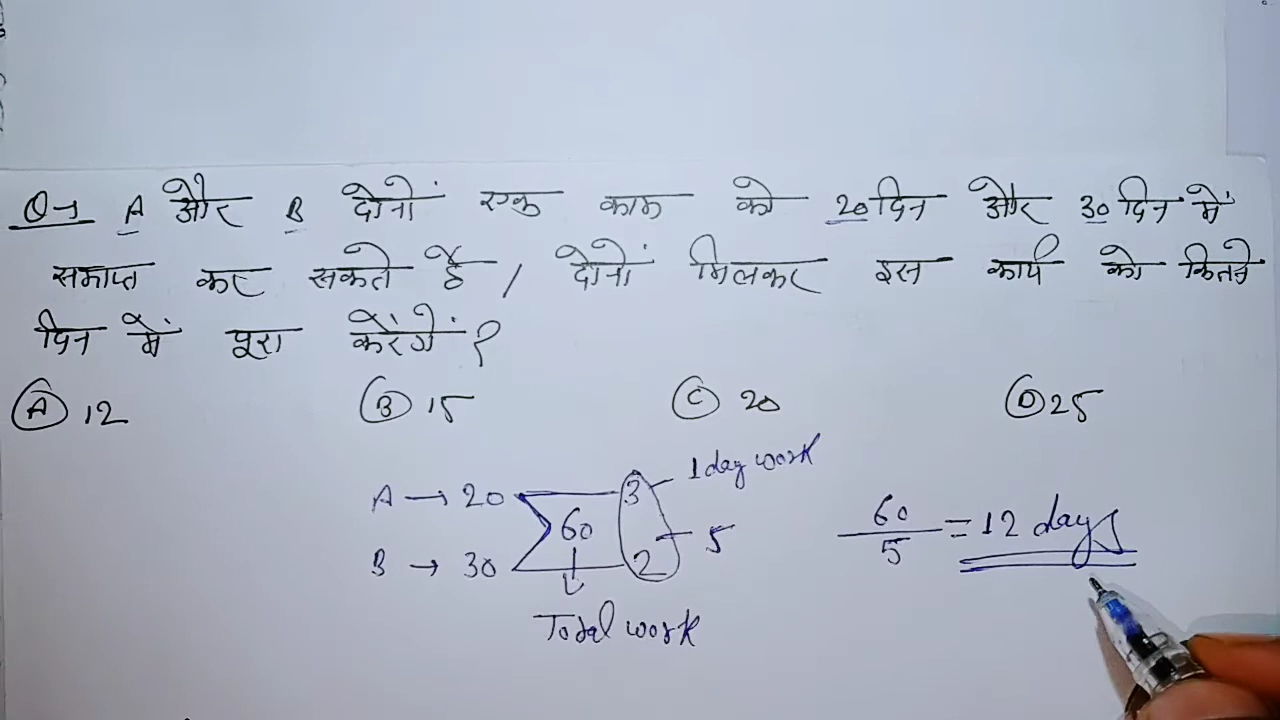 Q-1 A और B दोनों एक काम को 20 दिन और 30 दिन में
समाप्त कर सकते है / दोनों मिलकर इस कार्य को कितने
दिन में पूरा करेंगें ?
A 12 B 15 C 20 D 25
1 day work
A → 20 3
60 5
B → 30 2
Total work
60/5 = 12 days